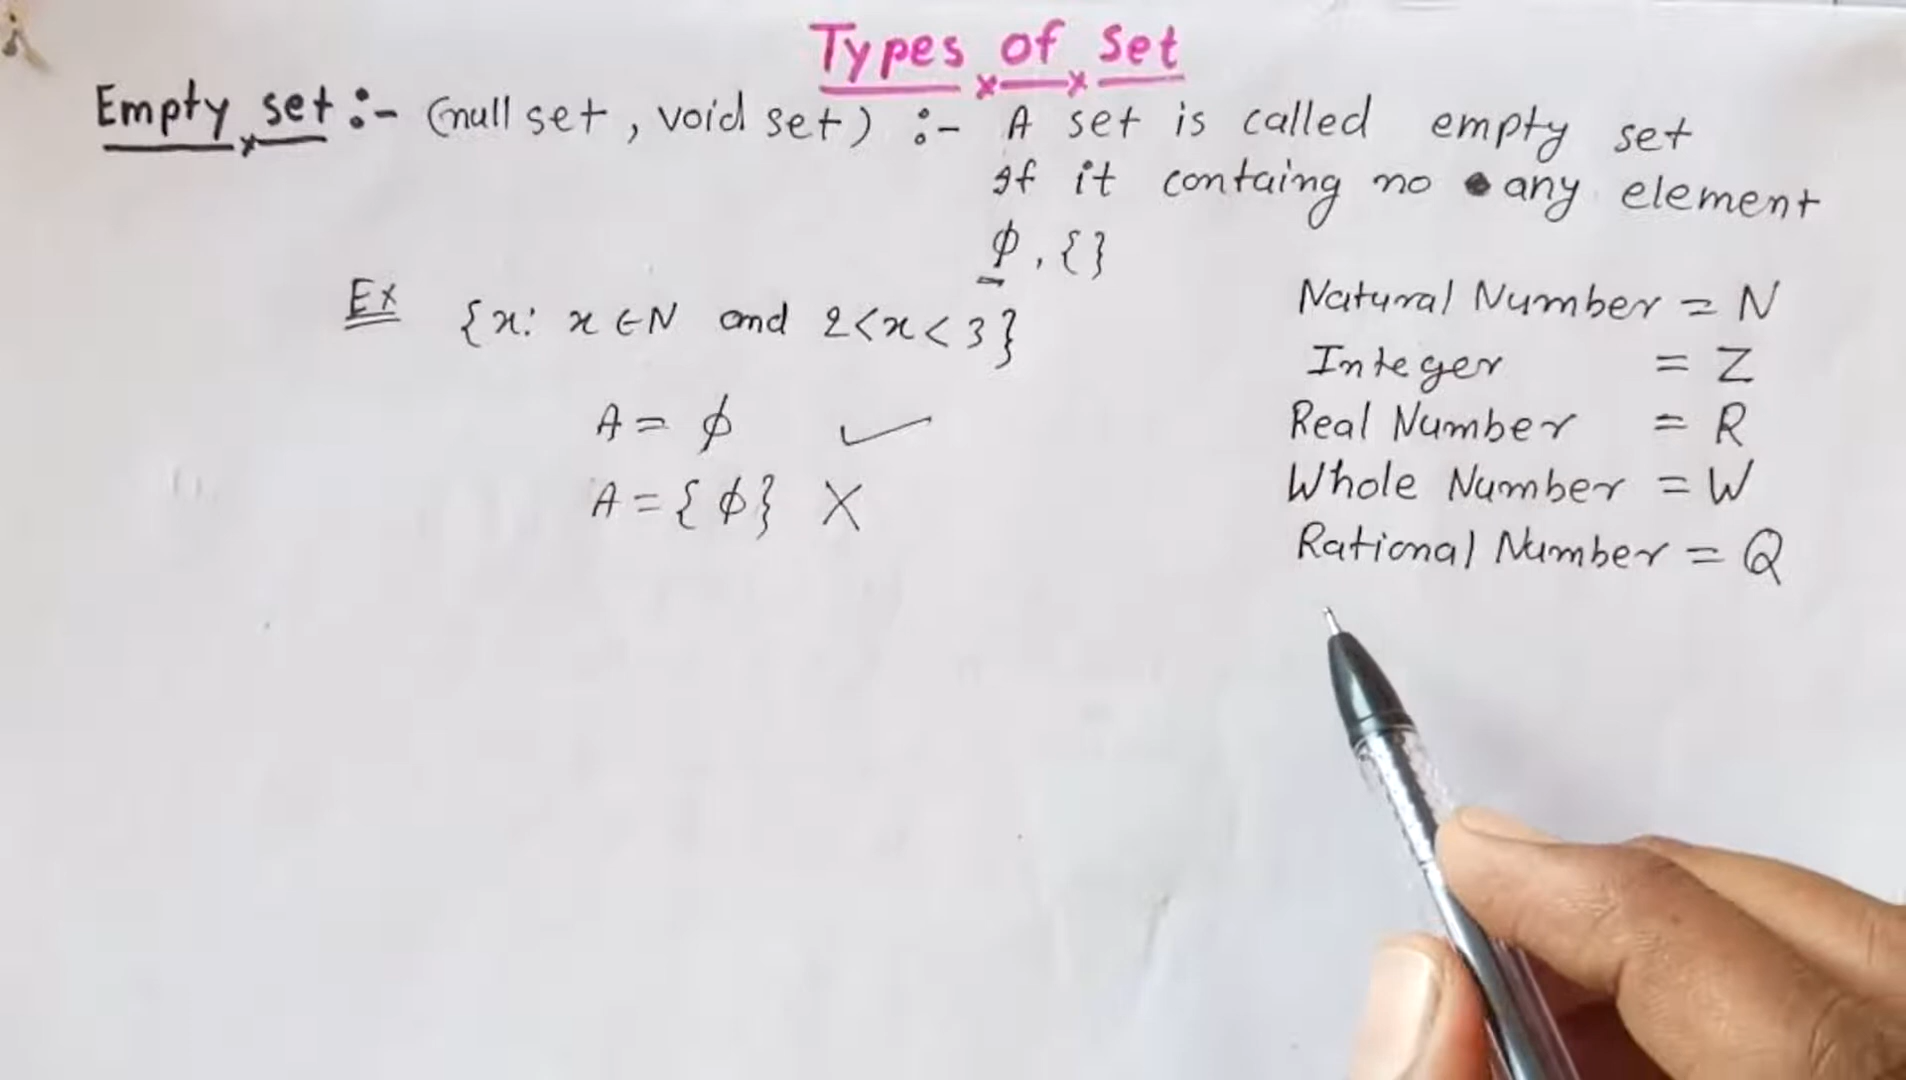 Types of Set
Empty set :- (null set, void set) :- A set is called empty set
If it containg no any element
ϕ, {}
Ex {x: x ∈ N and 2<x<3}
A = ϕ ✓
A = {ϕ} X
Natural Number = N
Integer = Z
Real Number = R
Whole Number = W
Rational Number = Q